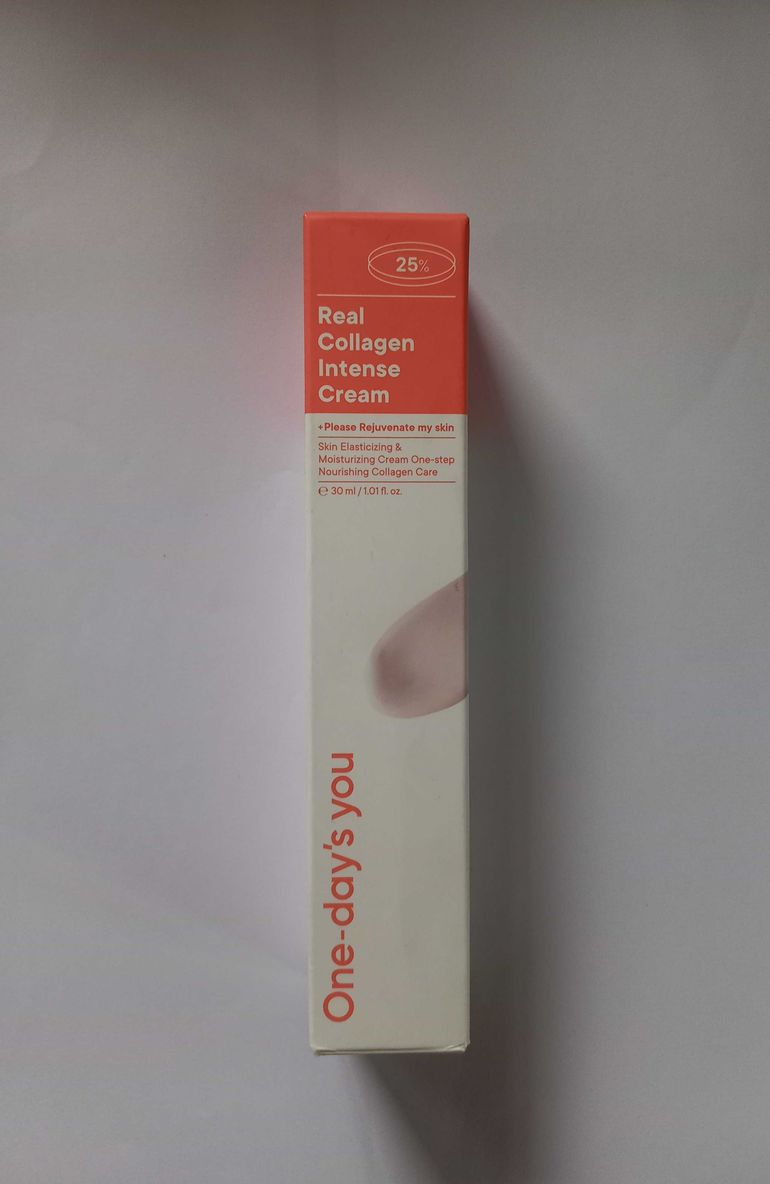 25%
Real
Collagen
Intense
Cream
+Please Rejuvenate my skin
Skin Elasticizing &
Moisturizing Cream One-step
Nourishing Collagen Care
℮ 30 ml / 1.01 fl. oz.
One-day's you